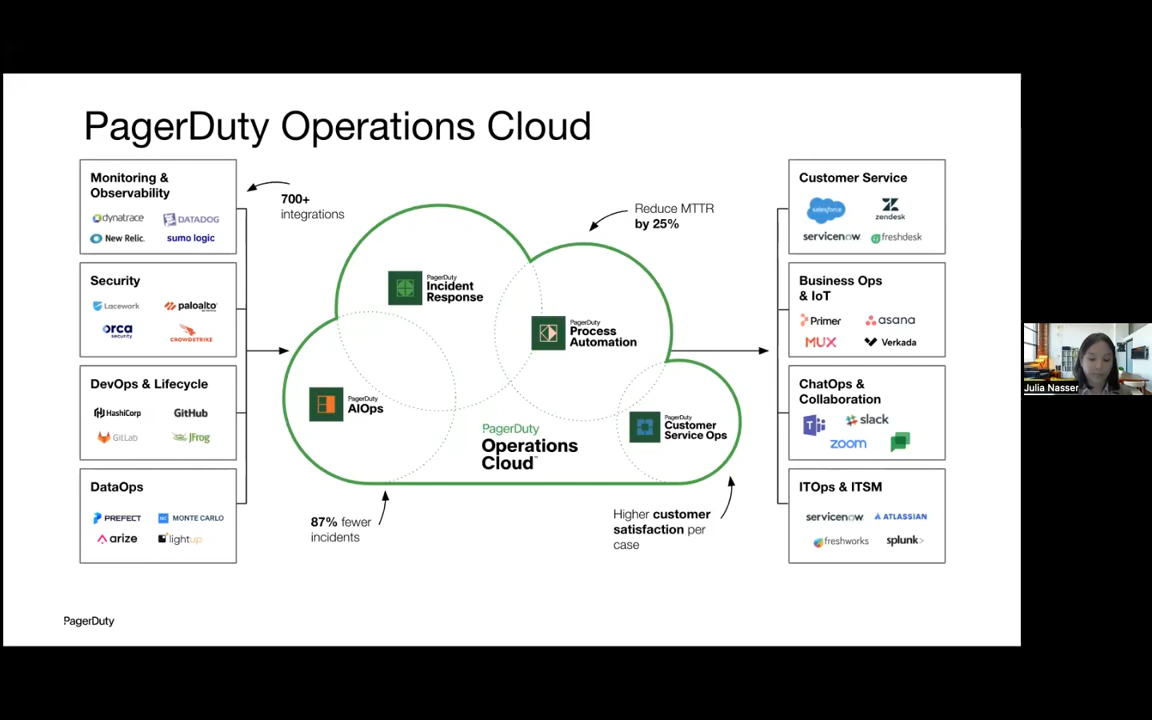 PagerDuty Operations Cloud
Monitoring &
Observability
dynatrace
DATADOG
New Relic.
sumo logic
Security
Lacework
paloalto
orca
security
CROWDSTRIKE
DevOps & Lifecycle
HashiCorp
GitHub
GitLab
JFrog
DataOps
PREFECT
MONTE CARLO
arize
lightup
700+
integrations
Reduce MTTR
by 25%
PagerDuty
Incident
Response
PagerDuty
Process
Automation
PagerDuty
AIOps
PagerDuty
Customer
Service Ops
PagerDuty
Operations
Cloud™
87% fewer
incidents
Higher customer
satisfaction per
case
Customer Service
salesforce
zendesk
servicenow
freshdesk
Business Ops
& IoT
Primer
asana
MUX
Verkada
ChatOps &
Collaboration
slack
zoom
ITOps & ITSM
servicenow
ATLASSIAN
freshworks
splunk>
PagerDuty
Julia Nasser